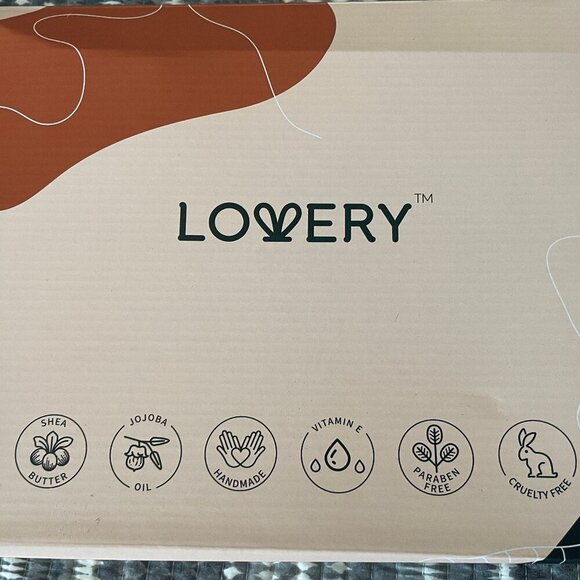 LOVERY™
SHEA
BUTTER
JOJOBA
OIL
HANDMADE
VITAMIN E
PARABEN
FREE
CRUELTY FREE